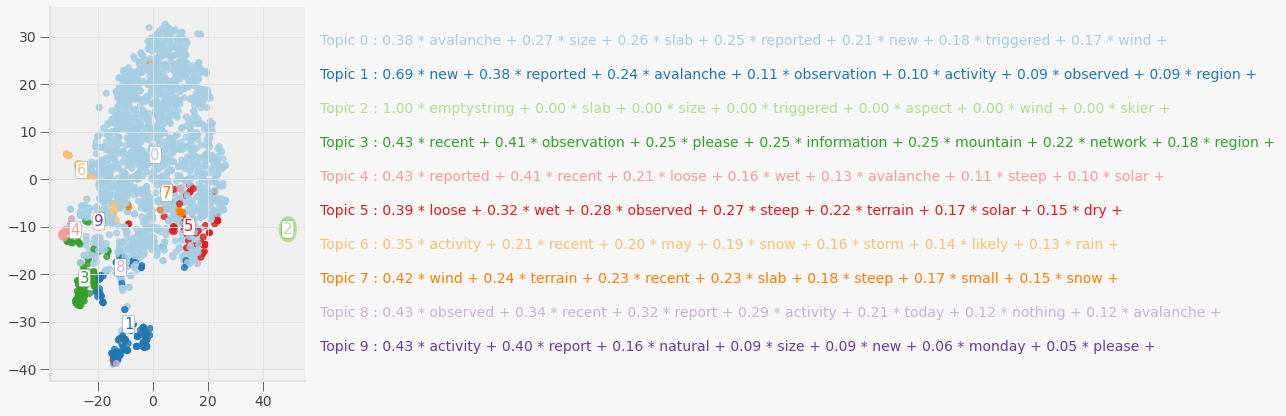 30
20
10
0
−10
−20
−30
−40
−20
0
20
40
0
6
7
9
4
5
2
8
3
1
Topic 0 : 0.38 * avalanche + 0.27 * size + 0.26 * slab + 0.25 * reported + 0.21 * new + 0.18 * triggered + 0.17 * wind +
Topic 1 : 0.69 * new + 0.38 * reported + 0.24 * avalanche + 0.11 * observation + 0.10 * activity + 0.09 * observed + 0.09 * region +
Topic 2 : 1.00 * emptystring + 0.00 * slab + 0.00 * size + 0.00 * triggered + 0.00 * aspect + 0.00 * wind + 0.00 * skier +
Topic 3 : 0.43 * recent + 0.41 * observation + 0.25 * please + 0.25 * information + 0.25 * mountain + 0.22 * network + 0.18 * region +
Topic 4 : 0.43 * reported + 0.41 * recent + 0.21 * loose + 0.16 * wet + 0.13 * avalanche + 0.11 * steep + 0.10 * solar +
Topic 5 : 0.39 * loose + 0.32 * wet + 0.28 * observed + 0.27 * steep + 0.22 * terrain + 0.17 * solar + 0.15 * dry +
Topic 6 : 0.35 * activity + 0.21 * recent + 0.20 * may + 0.19 * snow + 0.16 * storm + 0.14 * likely + 0.13 * rain +
Topic 7 : 0.42 * wind + 0.24 * terrain + 0.23 * recent + 0.23 * slab + 0.18 * steep + 0.17 * small + 0.15 * snow +
Topic 8 : 0.43 * observed + 0.34 * recent + 0.32 * report + 0.29 * activity + 0.21 * today + 0.12 * nothing + 0.12 * avalanche +
Topic 9 : 0.43 * activity + 0.40 * report + 0.16 * natural + 0.09 * size + 0.09 * new + 0.06 * monday + 0.05 * please +